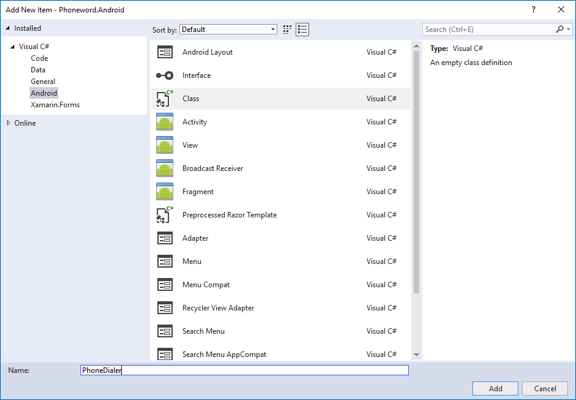 Add New Item - Phoneword.Android
? ×
Installed
Visual C#
Code
Data
General
Android
Xamarin.Forms
Online
Sort by: Default
Android Layout Visual C#
Interface Visual C#
Class Visual C#
Activity Visual C#
View Visual C#
Broadcast Receiver Visual C#
Fragment Visual C#
Preprocessed Razor Template Visual C#
Adapter Visual C#
Menu Visual C#
Menu Compat Visual C#
Recycler View Adapter Visual C#
Search Menu Visual C#
Search Menu AppCompat Visual C#
Search (Ctrl+E)
Type: Visual C#
An empty class definition
Name: PhoneDialer
Add Cancel